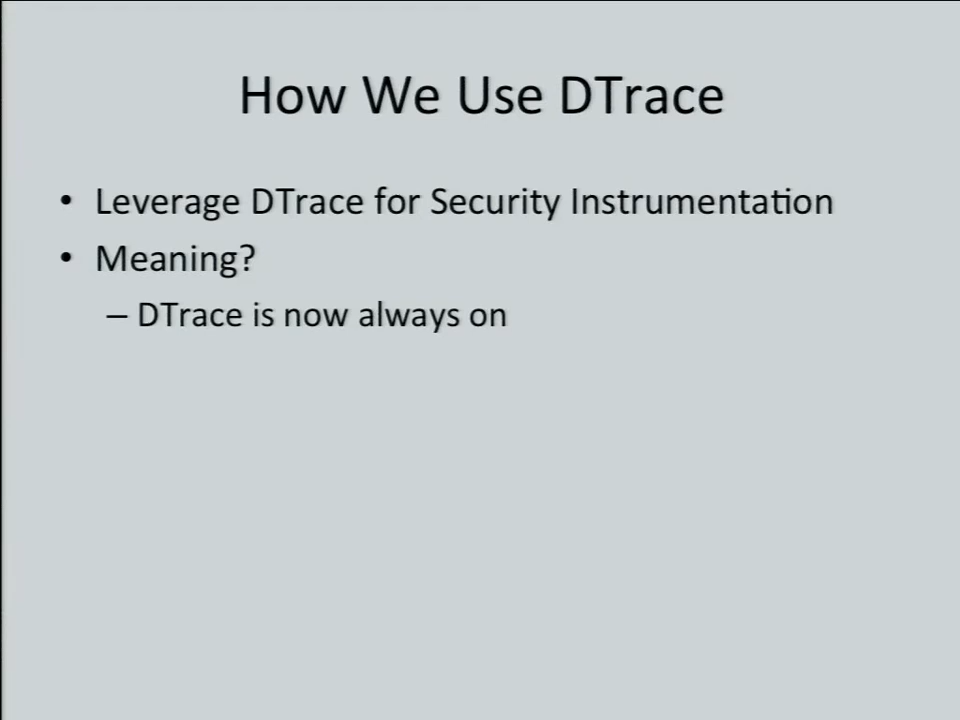 How We Use DTrace
• Leverage DTrace for Security Instrumentation
• Meaning?
– DTrace is now always on